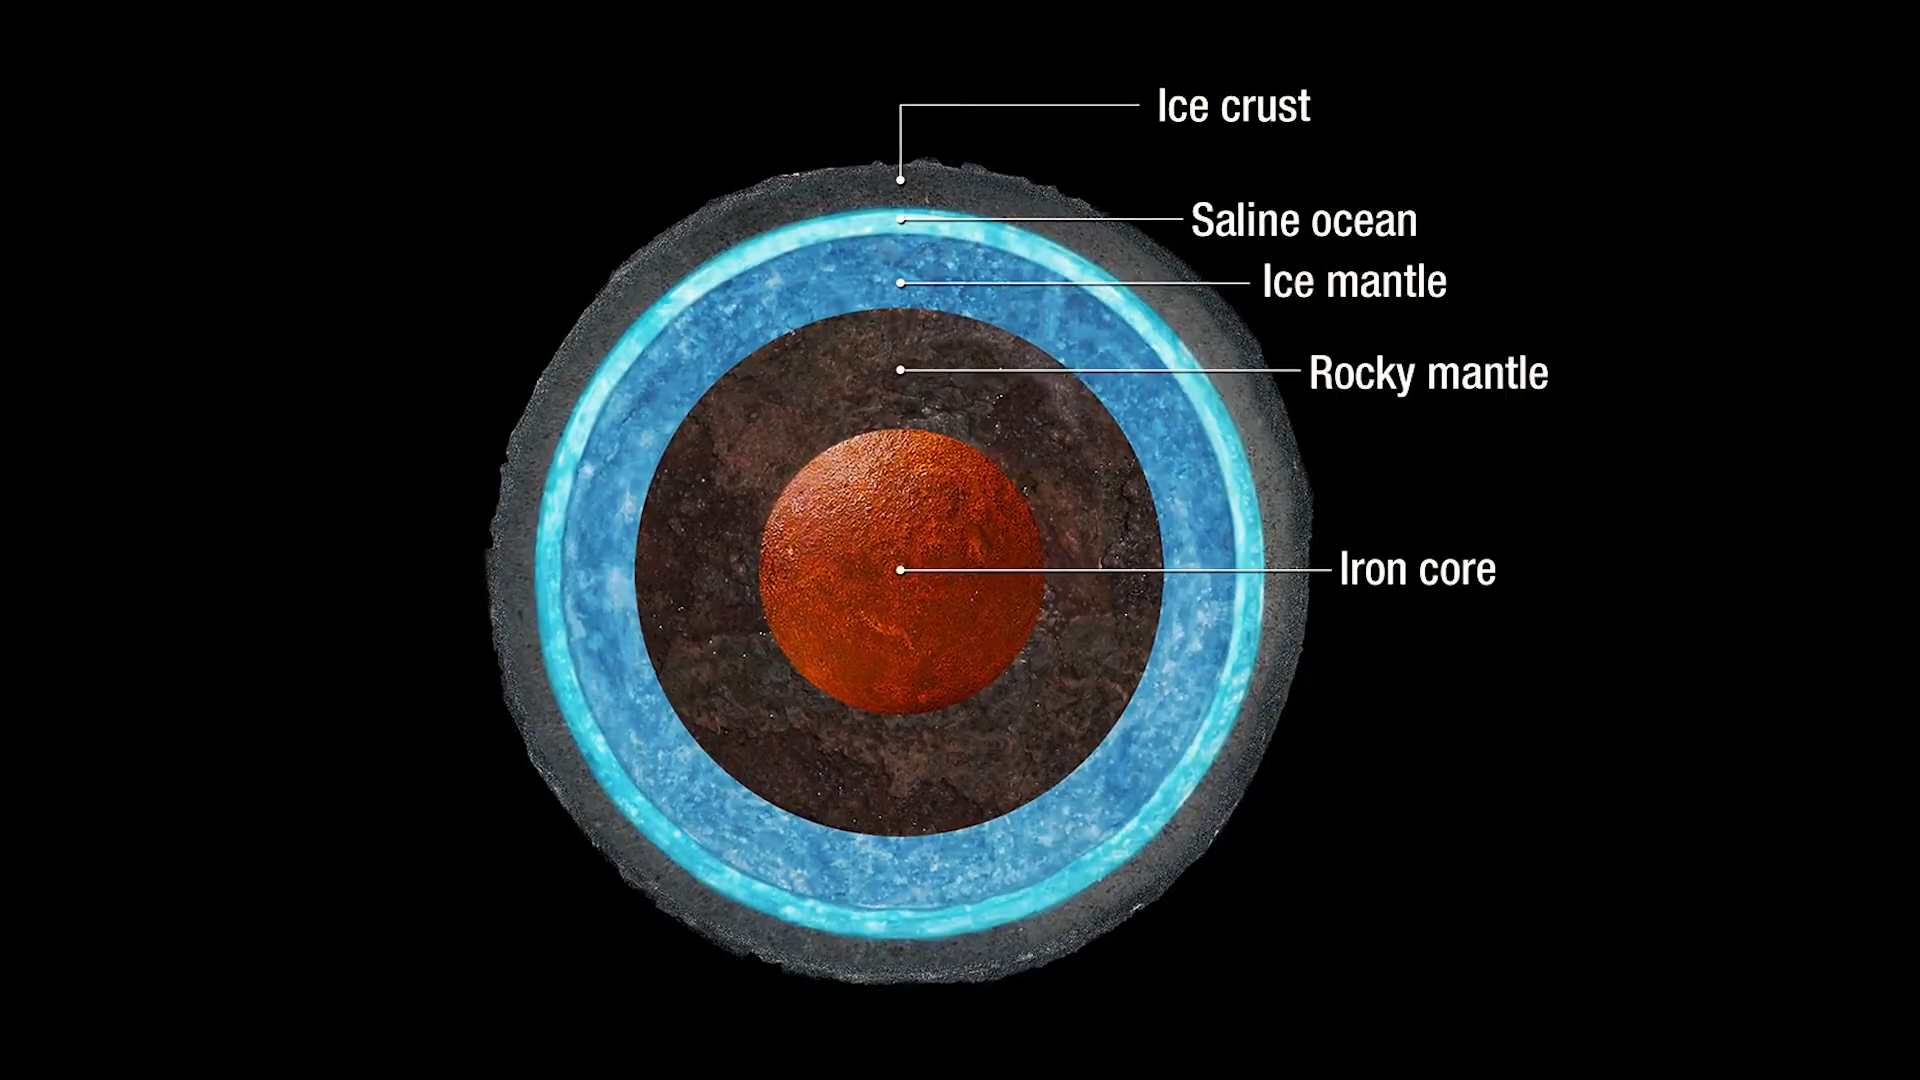 Ice crust
Saline ocean
Ice mantle
Rocky mantle
Iron core